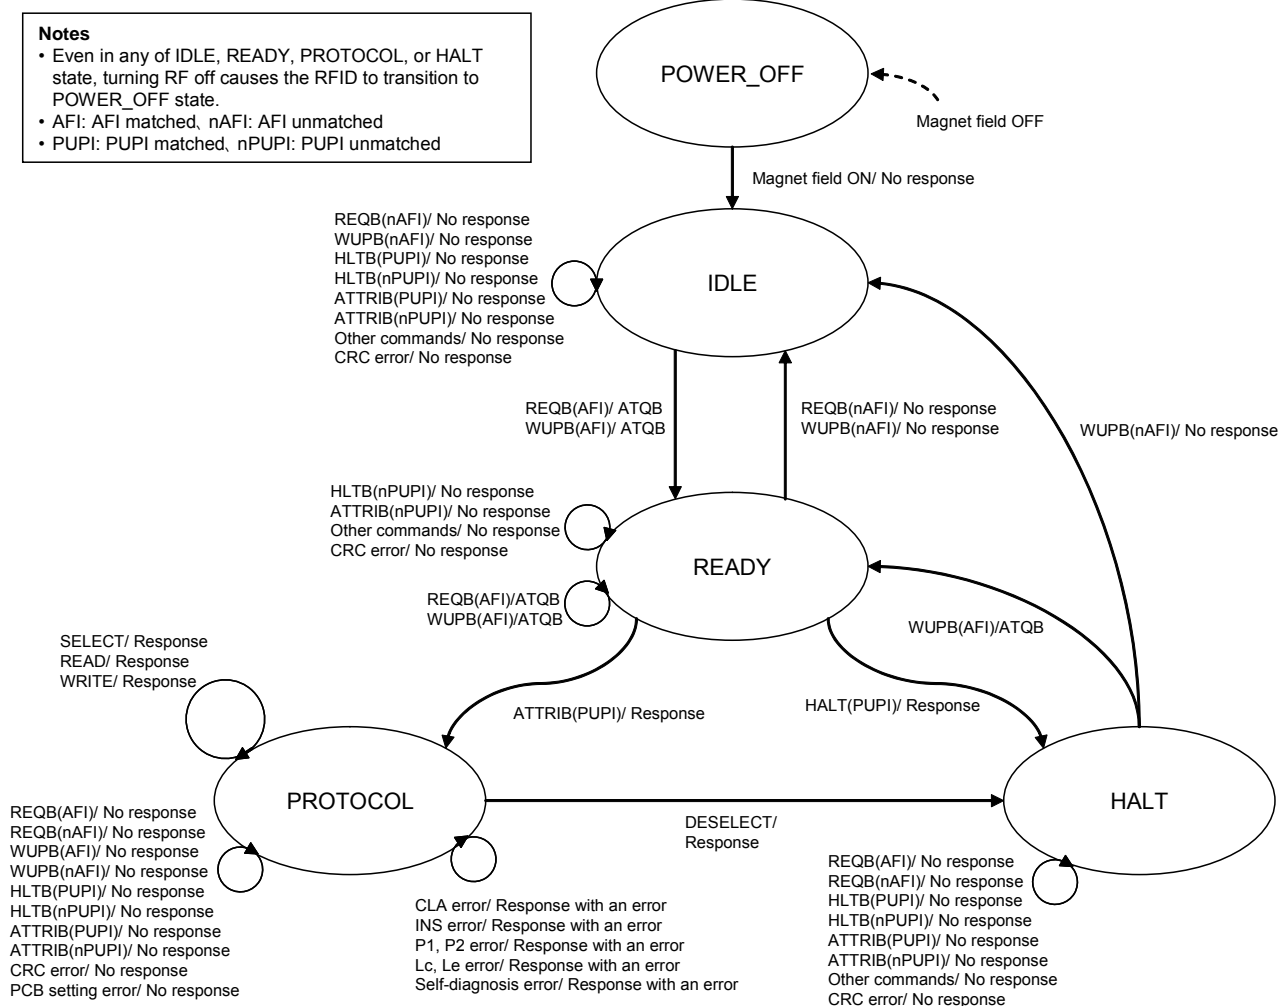 Notes
• Even in any of IDLE, READY, PROTOCOL, or HALT
state, turning RF off causes the RFID to transition to
POWER_OFF state.
• AFI: AFI matched、nAFI: AFI unmatched
• PUPI: PUPI matched、nPUPI: PUPI unmatched
POWER_OFF
Magnet field OFF
Magnet field ON/ No response
REQB(nAFI)/ No response
WUPB(nAFI)/ No response
HLTB(PUPI)/ No response
HLTB(nPUPI)/ No response
ATTRIB(PUPI)/ No response
ATTRIB(nPUPI)/ No response
Other commands/ No response
CRC error/ No response
IDLE
REQB(AFI)/ ATQB
WUPB(AFI)/ ATQB
REQB(nAFI)/ No response
WUPB(nAFI)/ No response
WUPB(nAFI)/ No response
HLTB(nPUPI)/ No response
ATTRIB(nPUPI)/ No response
Other commands/ No response
CRC error/ No response
READY
REQB(AFI)/ATQB
WUPB(AFI)/ATQB
WUPB(AFI)/ATQB
SELECT/ Response
READ/ Response
WRITE/ Response
ATTRIB(PUPI)/ Response
HALT(PUPI)/ Response
PROTOCOL
HALT
DESELECT/
Response
REQB(AFI)/ No response
REQB(nAFI)/ No response
WUPB(AFI)/ No response
WUPB(nAFI)/ No response
HLTB(PUPI)/ No response
HLTB(nPUPI)/ No response
ATTRIB(PUPI)/ No response
ATTRIB(nPUPI)/ No response
CRC error/ No response
PCB setting error/ No response
CLA error/ Response with an error
INS error/ Response with an error
P1, P2 error/ Response with an error
Lc, Le error/ Response with an error
Self-diagnosis error/ Response with an error
REQB(AFI)/ No response
REQB(nAFI)/ No response
HLTB(PUPI)/ No response
HLTB(nPUPI)/ No response
ATTRIB(PUPI)/ No response
ATTRIB(nPUPI)/ No response
Other commands/ No response
CRC error/ No response